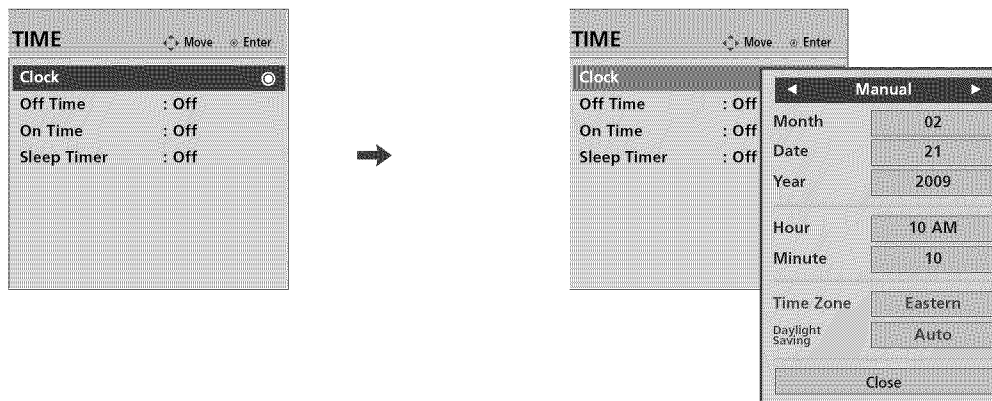 TIME Move Enter
Clock
Off Time : Off
On Time : Off
Sleep Timer : Off
TIME Move Enter
Clock
Off Time : Off
On Time : Off
Sleep Timer : Off
Manual
Month 02
Date 21
Year 2009
Hour 10 AM
Minute 10
Time Zone Eastern
Daylight
Saving Auto
Close